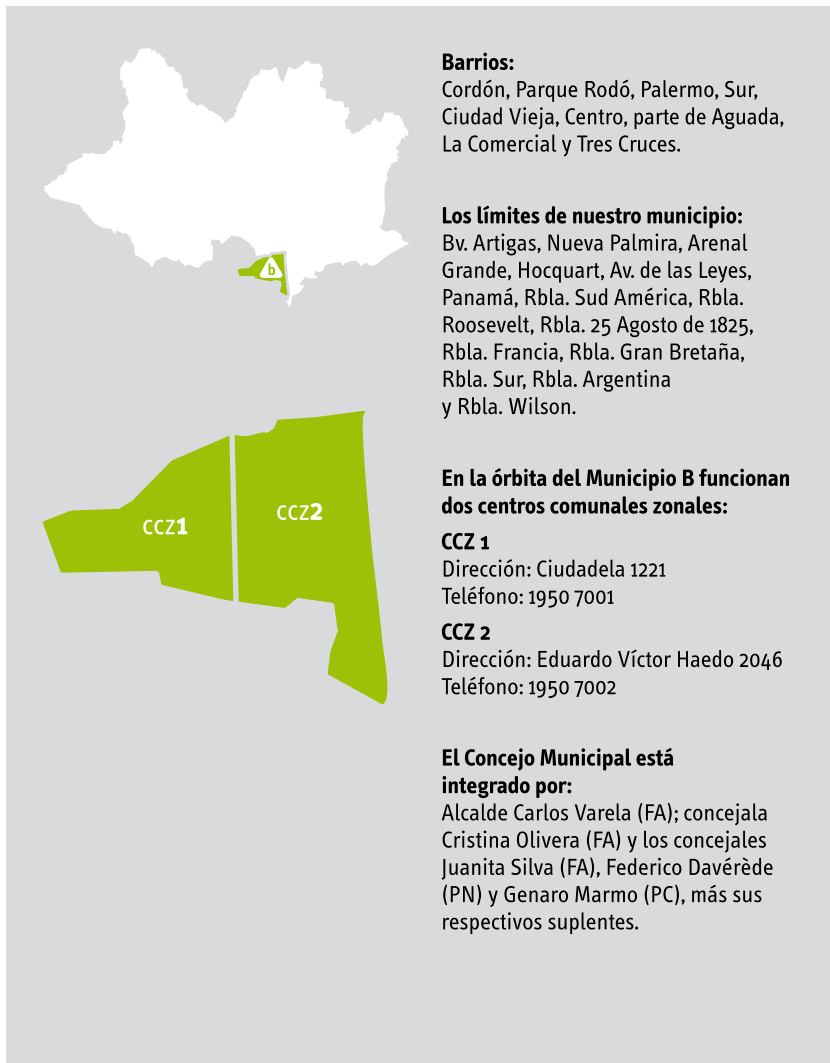 b
CCZ1
CCZ2
Barrios:
Cordón, Parque Rodó, Palermo, Sur,
Ciudad Vieja, Centro, parte de Aguada,
La Comercial y Tres Cruces.
Los límites de nuestro municipio:
Bv. Artigas, Nueva Palmira, Arenal
Grande, Hocquart, Av. de las Leyes,
Panamá, Rbla. Sud América, Rbla.
Roosevelt, Rbla. 25 Agosto de 1825,
Rbla. Francia, Rbla. Gran Bretaña,
Rbla. Sur, Rbla. Argentina
y Rbla. Wilson.
En la órbita del Municipio B funcionan
dos centros comunales zonales:
CCZ 1
Dirección: Ciudadela 1221
Teléfono: 1950 7001
CCZ 2
Dirección: Eduardo Víctor Haedo 2046
Teléfono: 1950 7002
El Concejo Municipal está
integrado por:
Alcalde Carlos Varela (FA); concejala
Cristina Olivera (FA) y los concejales
Juanita Silva (FA), Federico Davérède
(PN) y Genaro Marmo (PC), más sus
respectivos suplentes.